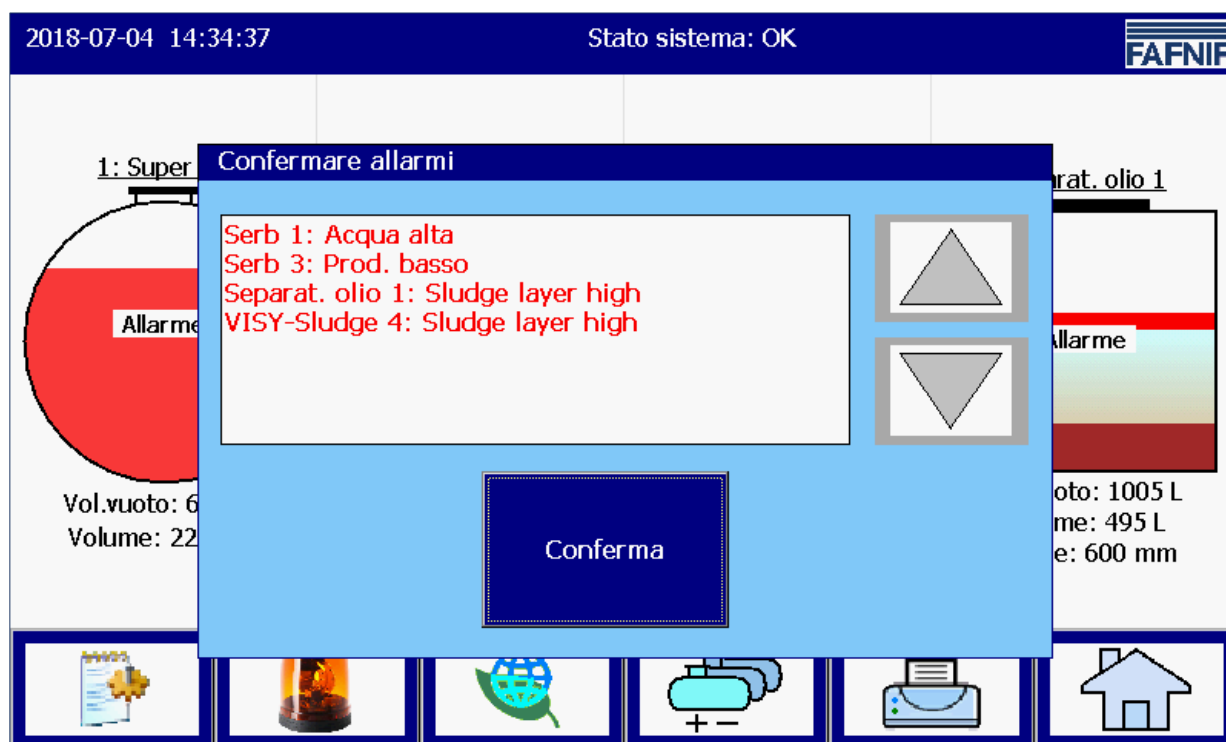 2018-07-04 14:34:37
Stato sistema: OK
FAFNIR
Confermare allarmi
1: Super
rat. olio 1
Serb 1: Acqua alta
Serb 3: Prod. basso
Separat. olio 1: Sludge layer high
VISY-Sludge 4: Sludge layer high
Allarme
Allarme
Conferma
Vol.vuoto: 6
Volume: 22
oto: 1005 L
me: 495 L
e: 600 mm